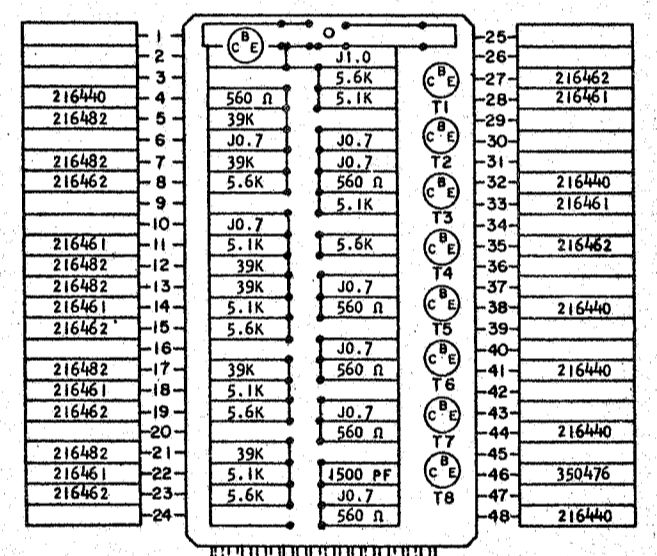 1 B C E 25
2 J1.0 26
3 5.6K C B E 27 216462
216440 4 560 Ω 5.1K T1 28 216461
216482 5 39K 29
6 J0.7 J0.7 C B E T2 30
216482 7 39K J0.7 31
216462 8 5.6K 560 Ω C B E 32 216440
9 5.1K T3 33 216461
10 J0.7 34
216461 11 5.1K 5.6K C B E 35 216462
216482 12 39K T4 36
216482 13 39K J0.7 37
216461 14 5.1K 560 Ω C B E 38 216440
216462 15 5.6K T5 39
16 J0.7 40
216482 17 39K 560 Ω C B E 41 216440
216461 18 5.1K T6 42
216462 19 5.6K J0.7 C B E 43
20 560 Ω T7 44 216440
216482 21 39K 45
216461 22 5.1K 1500 PF C B E 46 350476
216462 23 5.6K J0.7 T8 47
24 560 Ω 48 216440